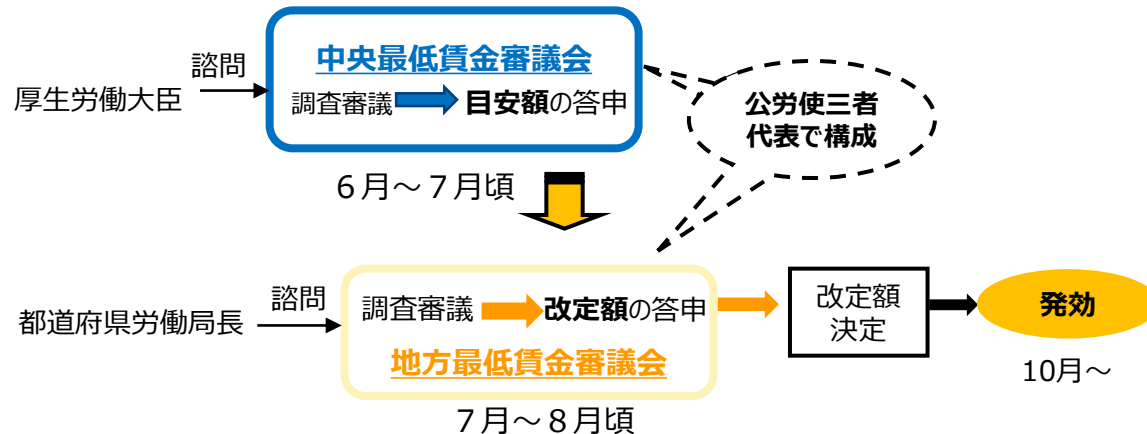 諮問
中央最低賃金審議会
厚生労働大臣
調査審議
目安額の答申
公労使三者
代表で構成
6月~7月頃
諮問
都道府県労働局長
調査審議
改定額の答申
地方最低賃金審議会
改定額
決定
発効
10月~
7月~8月頃